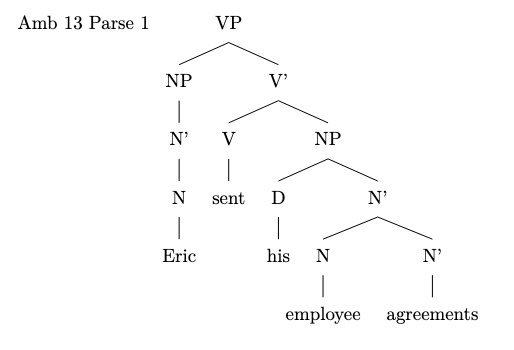 Amb 13 Parse 1 VP
NP V'
N' V NP
N sent D N'
Eric his N N'
employee agreements